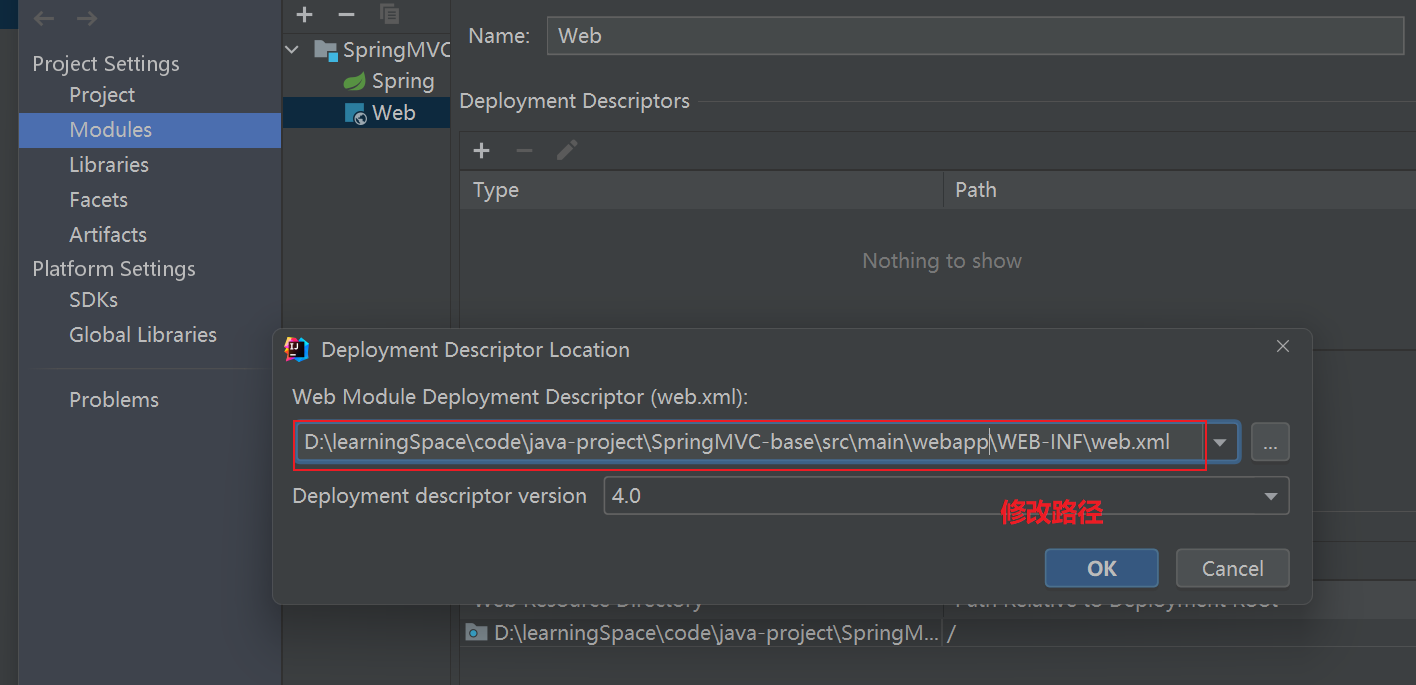 Project Settings
Project
Modules
Libraries
Facets
Artifacts
Platform Settings
SDKs
Global Libraries
Problems
SpringMVC
Spring
Web
Name: Web
Deployment Descriptors
Type Path
Nothing to show
Deployment Descriptor Location
Web Module Deployment Descriptor (web.xml):
D:\learningSpace\code\java-project\SpringMVC-base\src\main\webapp\WEB-INF\web.xml
...
Deployment descriptor version 4.0
修改路径
OK Cancel
Web Resource Directory Path Relative to Deployment Root
D:\learningSpace\code\java-project\SpringM... /